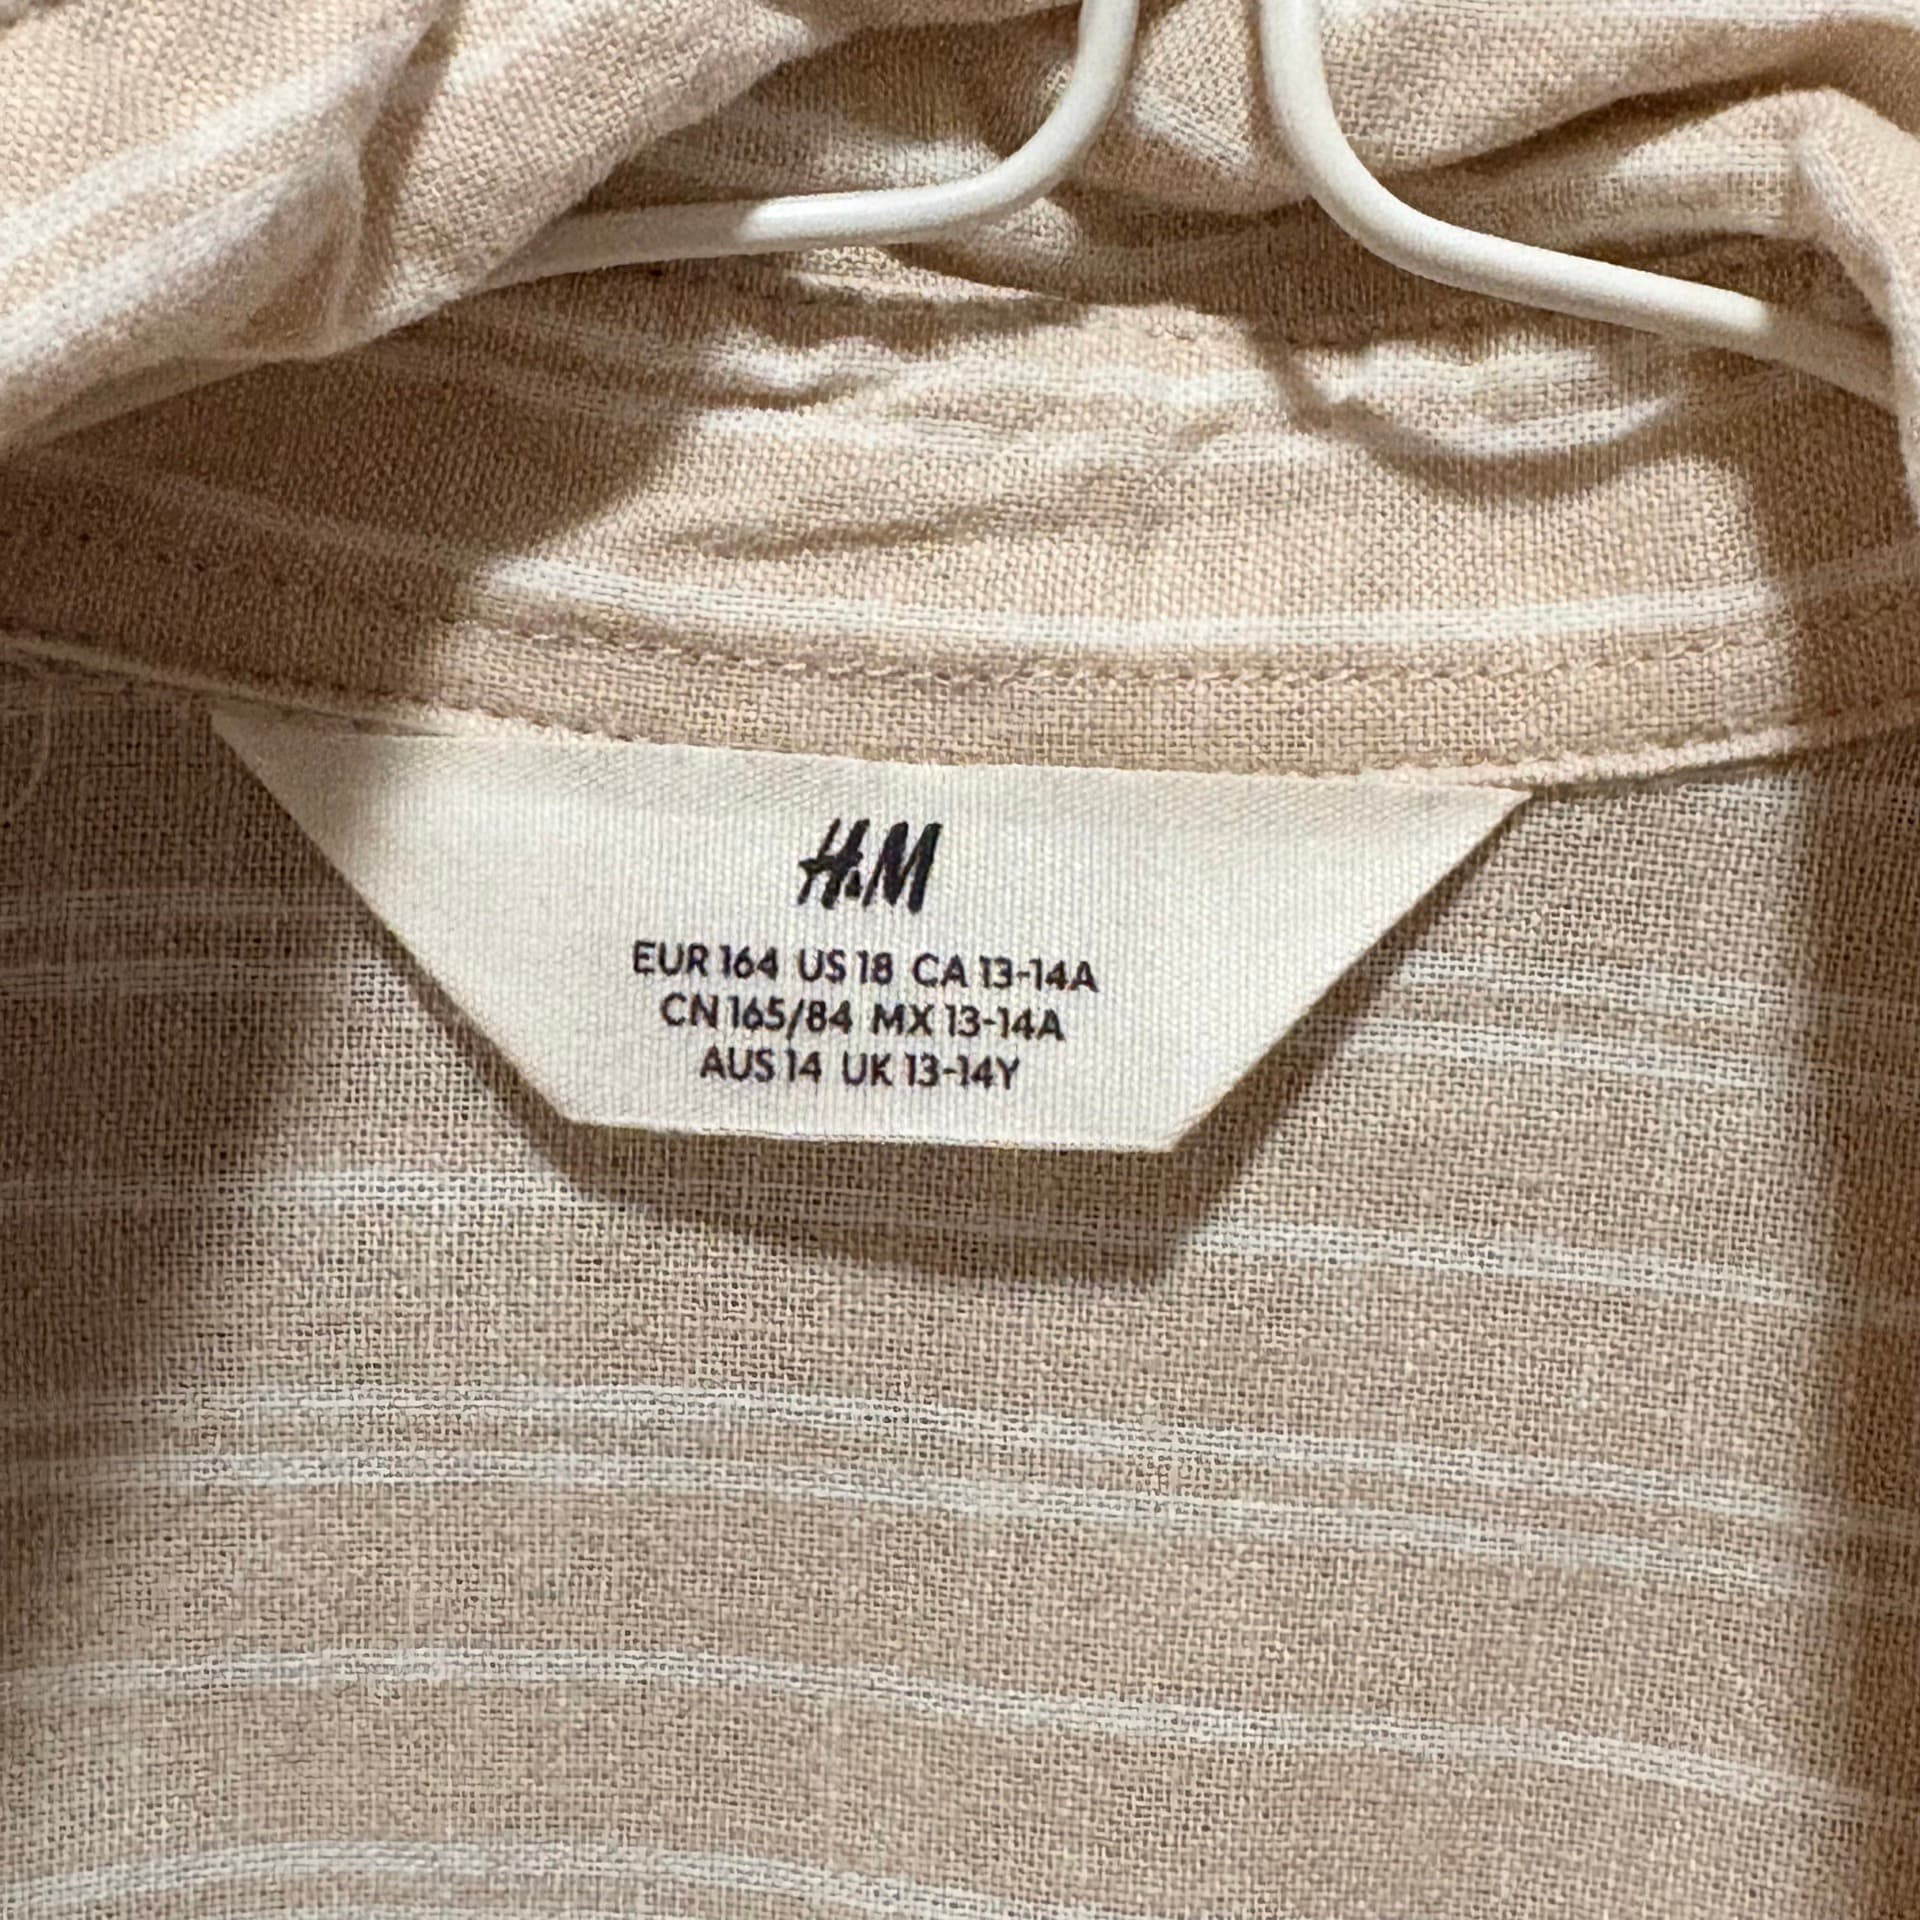 H&M
EUR 164 US 18 CA 13-14A
CN 165/84 MX 13-14A
AUS 14 UK 13-14Y